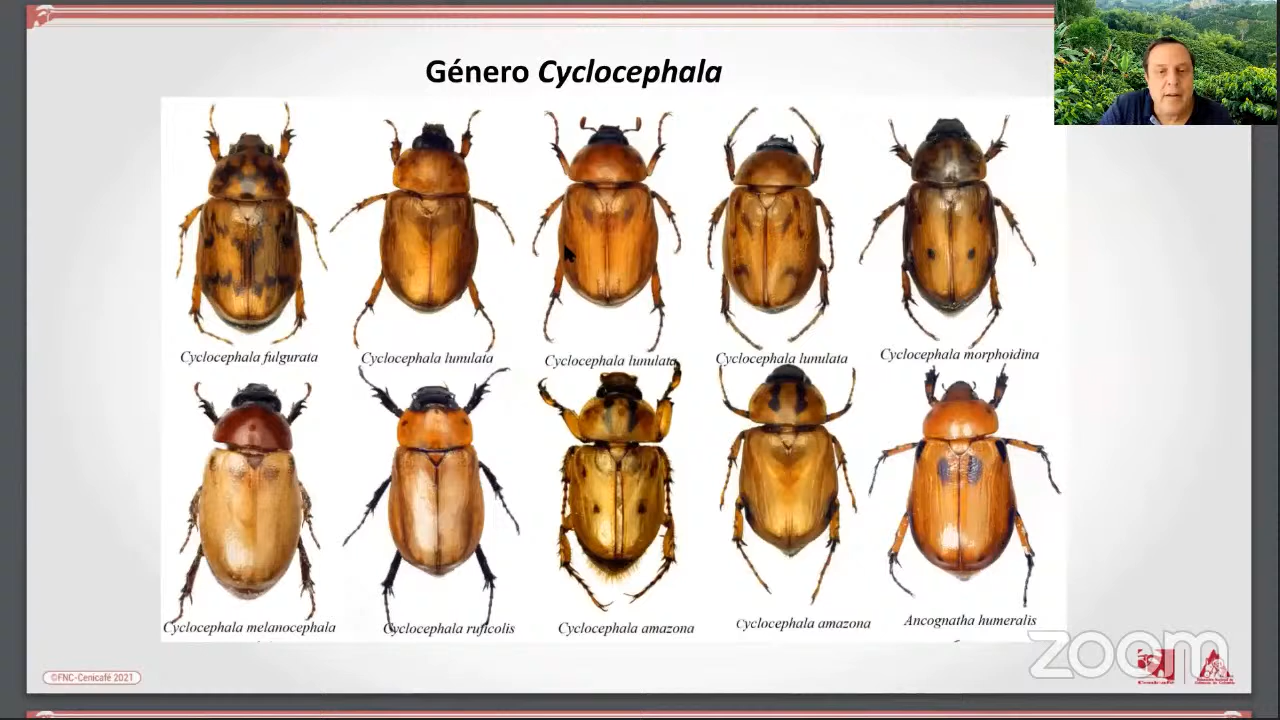 Género Cyclocephala
Cyclocephala fulgurata
Cyclocephala lunulata
Cyclocephala lunulata
Cyclocephala lunulata
Cyclocephala morphoidina
Cyclocephala melanocephala
Cyclocephala ruficolis
Cyclocephala amazona
Cyclocephala amazona
Ancognatha humeralis
©FNC-Cenicafé 2021
zoom
Cenicafé